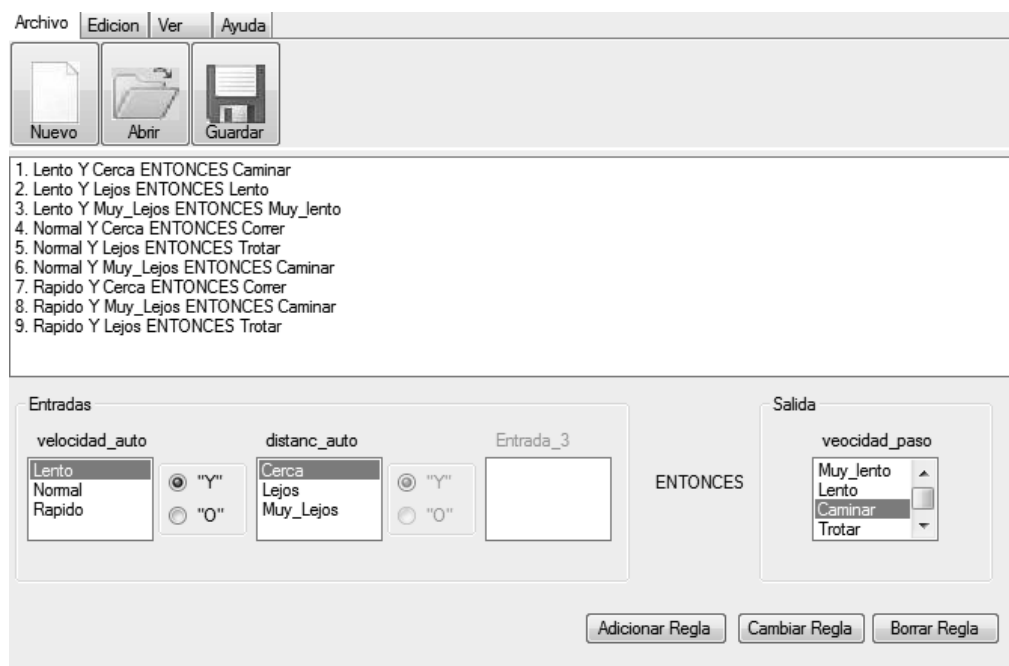 Archivo Edicion Ver Ayuda
Nuevo Abrir Guardar
1. Lento Y Cerca ENTONCES Caminar
2. Lento Y Lejos ENTONCES Lento
3. Lento Y Muy_Lejos ENTONCES Muy_lento
4. Normal Y Cerca ENTONCES Correr
5. Normal Y Lejos ENTONCES Trotar
6. Normal Y Muy_Lejos ENTONCES Caminar
7. Rapido Y Cerca ENTONCES Correr
8. Rapido Y Muy_Lejos ENTONCES Caminar
9. Rapido Y Lejos ENTONCES Trotar
Entradas
velocidad_auto
Lento
Normal
Rapido
"Y"
"O"
distanc_auto
Cerca
Lejos
Muy_Lejos
"Y"
"O"
Entrada_3
ENTONCES
Salida
veocidad_paso
Muy_lento
Lento
Caminar
Trotar
Adicionar Regla Cambiar Regla Borrar Regla